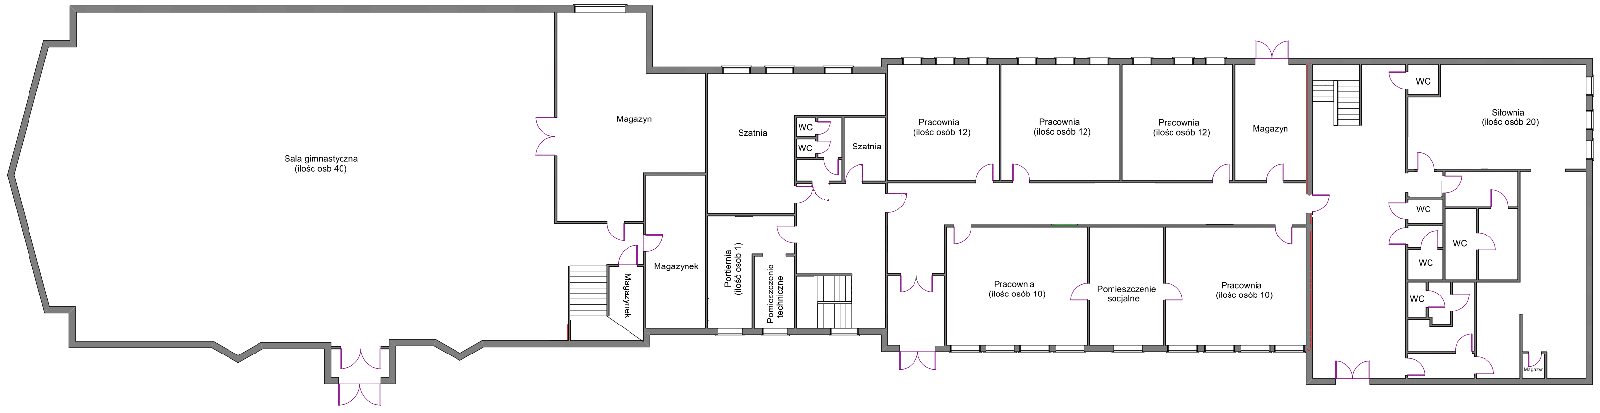 Sala gimnastyczna
(ilość osb 40)
Magazyn
Magazynek
Magazynek
Szatnia
WC
WC
Szatnia
Portiernia
(ilość osób 1)
Pomieszczenie
techniczne
Pracownia
(ilość osób 12)
Pracownia
(ilość osób 12)
Pracownia
(ilość osób 12)
Magazyn
Pracownia
(ilość osób 10)
Pomieszczenie
socjalne
Pracownia
(ilość osób 10)
WC
Siłownia
(ilość osób 20)
WC
WC
WC
WC
Magazyn